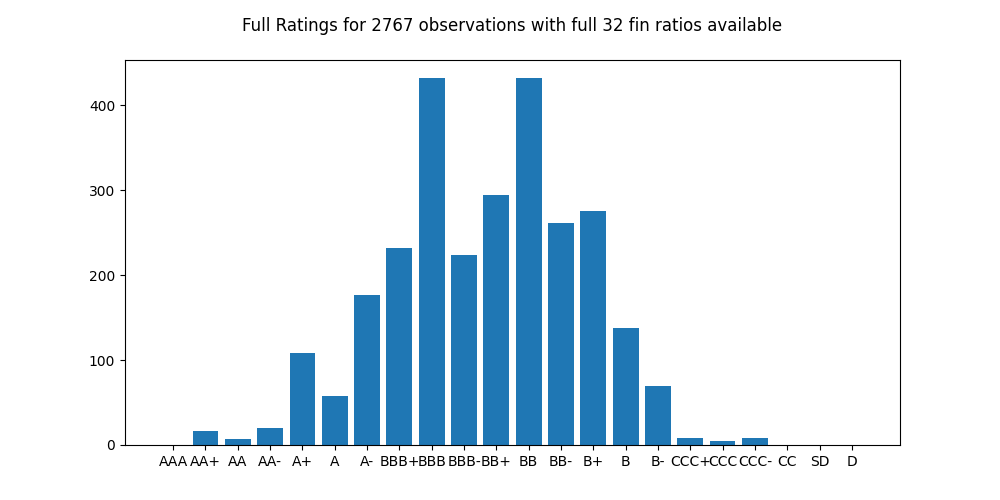 Full Ratings for 2767 observations with full 32 fin ratios available
400
300
200
100
0
AAA AA+ AA AA- A+ A A- BBB+ BBB BBB- BB+ BB BB- B+ B B- CCC+ CCC CCC- CC SD D